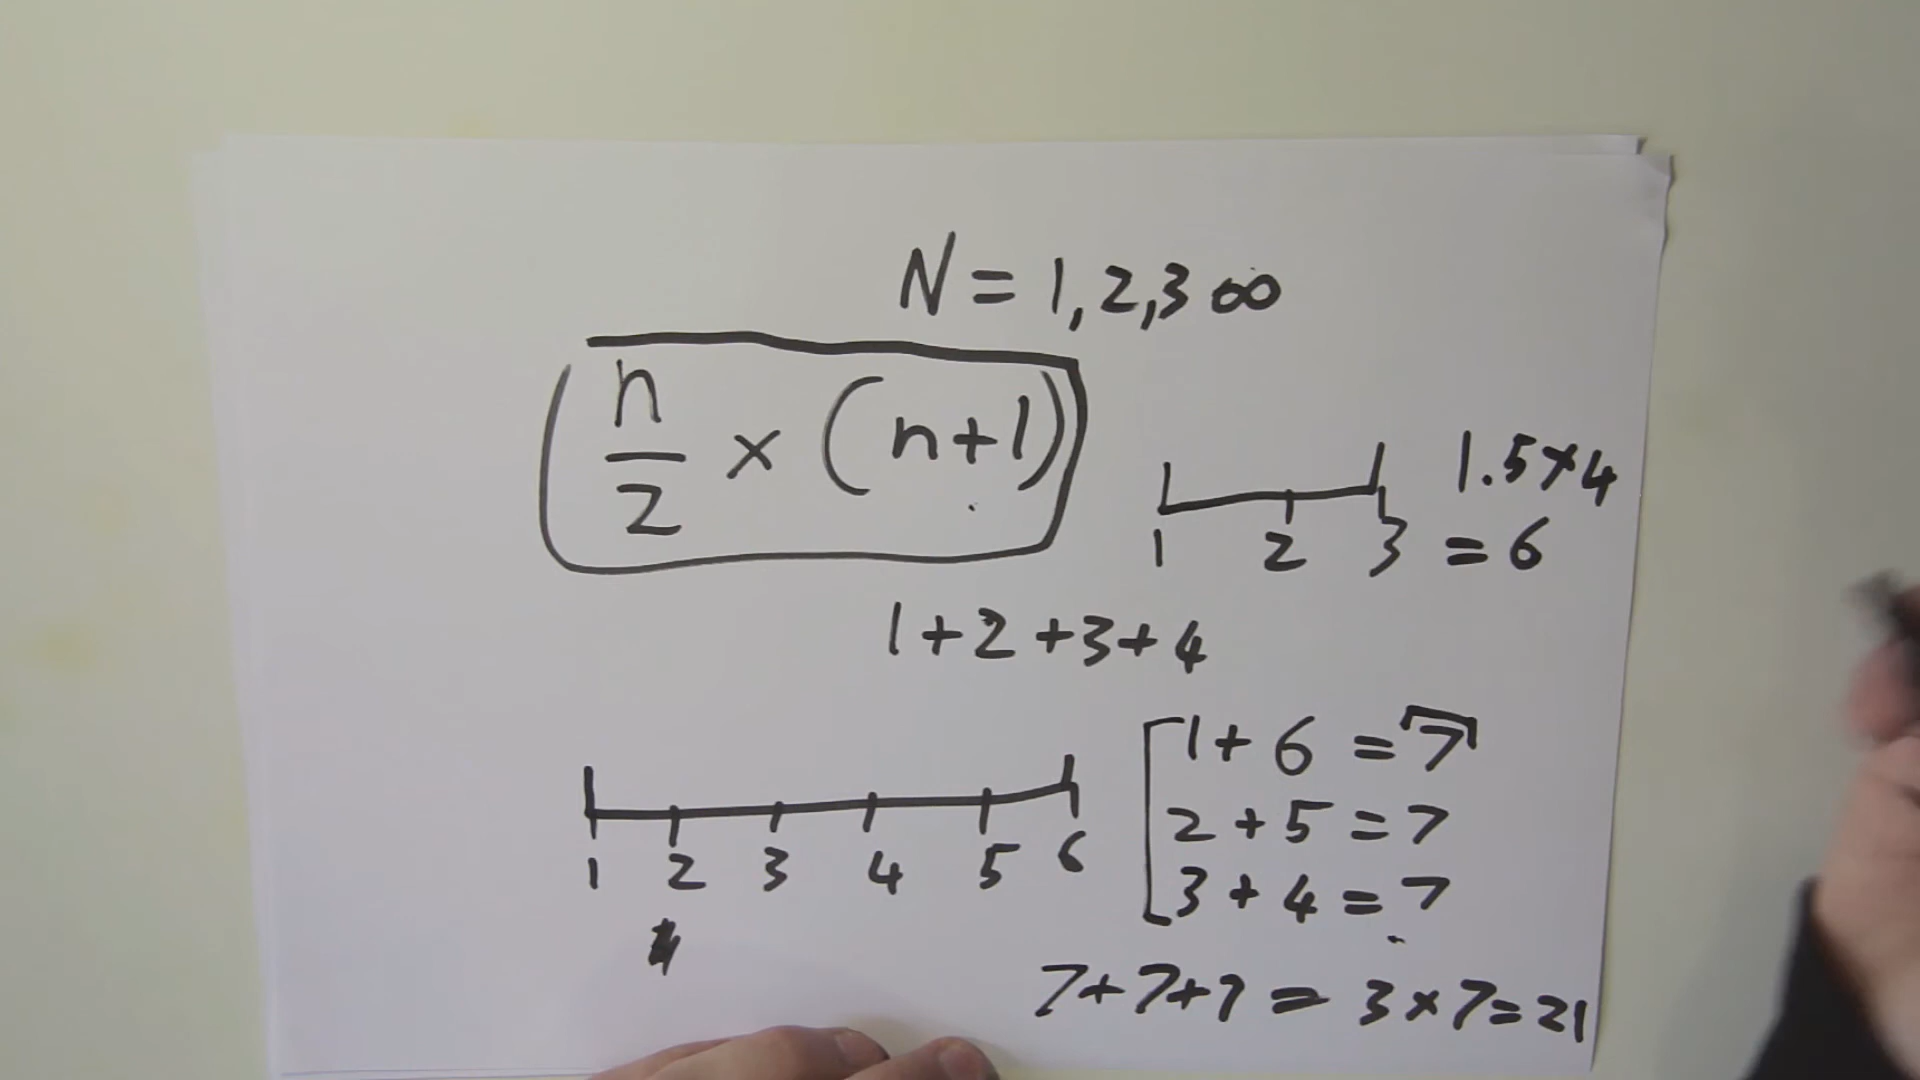 N = 1, 2, 3 ∞
n/2 × (n+1)
1.5×4
1 2 3 = 6
1+2+3+4
1+6=7
2+5=7
3+4=7
1 2 3 4 5 6
7+7+7=3×7=21